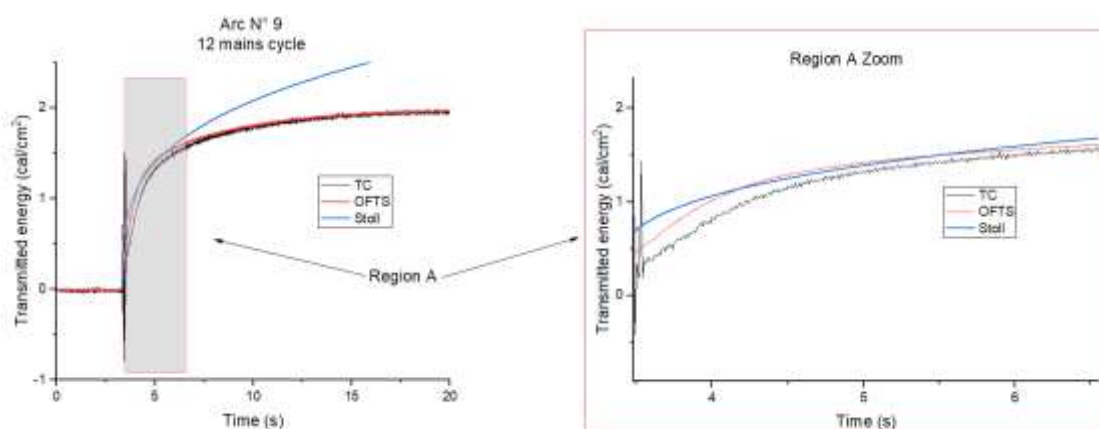 Arc N° 9
12 mains cycle
Transmitted energy (cal/cm²)
2
1
0
-1
0
5
10
15
20
Time (s)
TC
OFTS
Stoll
Region A
Region A Zoom
Transmitted energy (cal/cm²)
2
1
0
4
5
6
Time (s)
TC
OFTS
Stoll